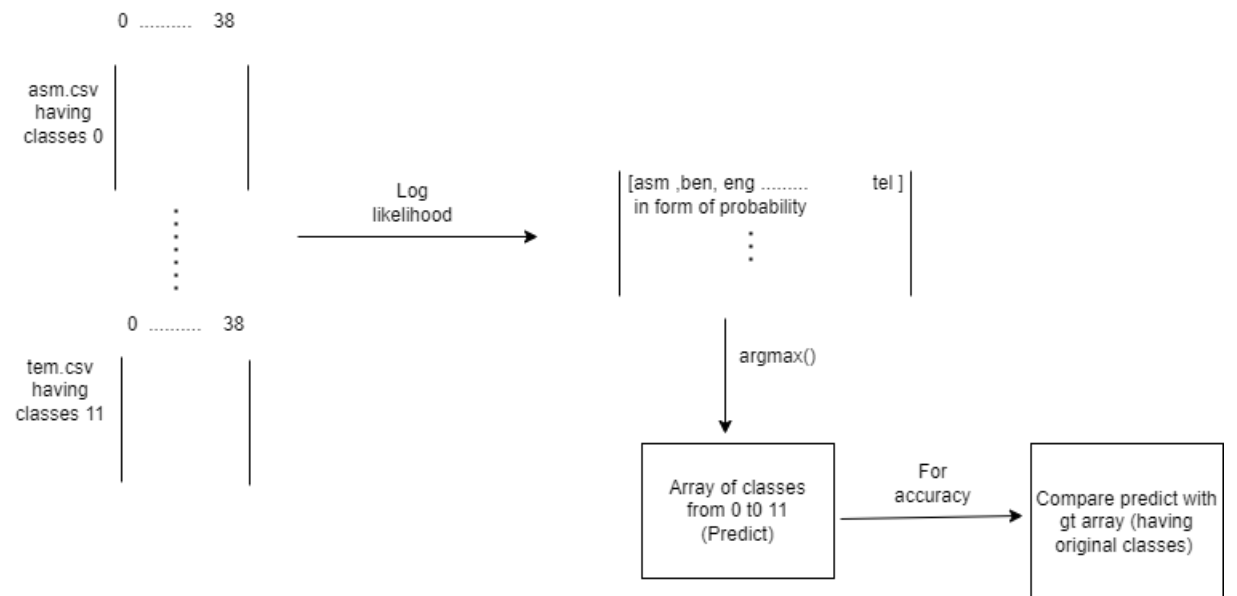 0 .......... 38
asm.csv
having
classes 0
Log
likelihood
[asm ,ben, eng ......... tel ]
in form of probability
0 .......... 38
tem.csv
having
classes 11
argmax()
Array of classes
from 0 to 11
(Predict)
For
accuracy
Compare predict with
gt array (having
original classes)